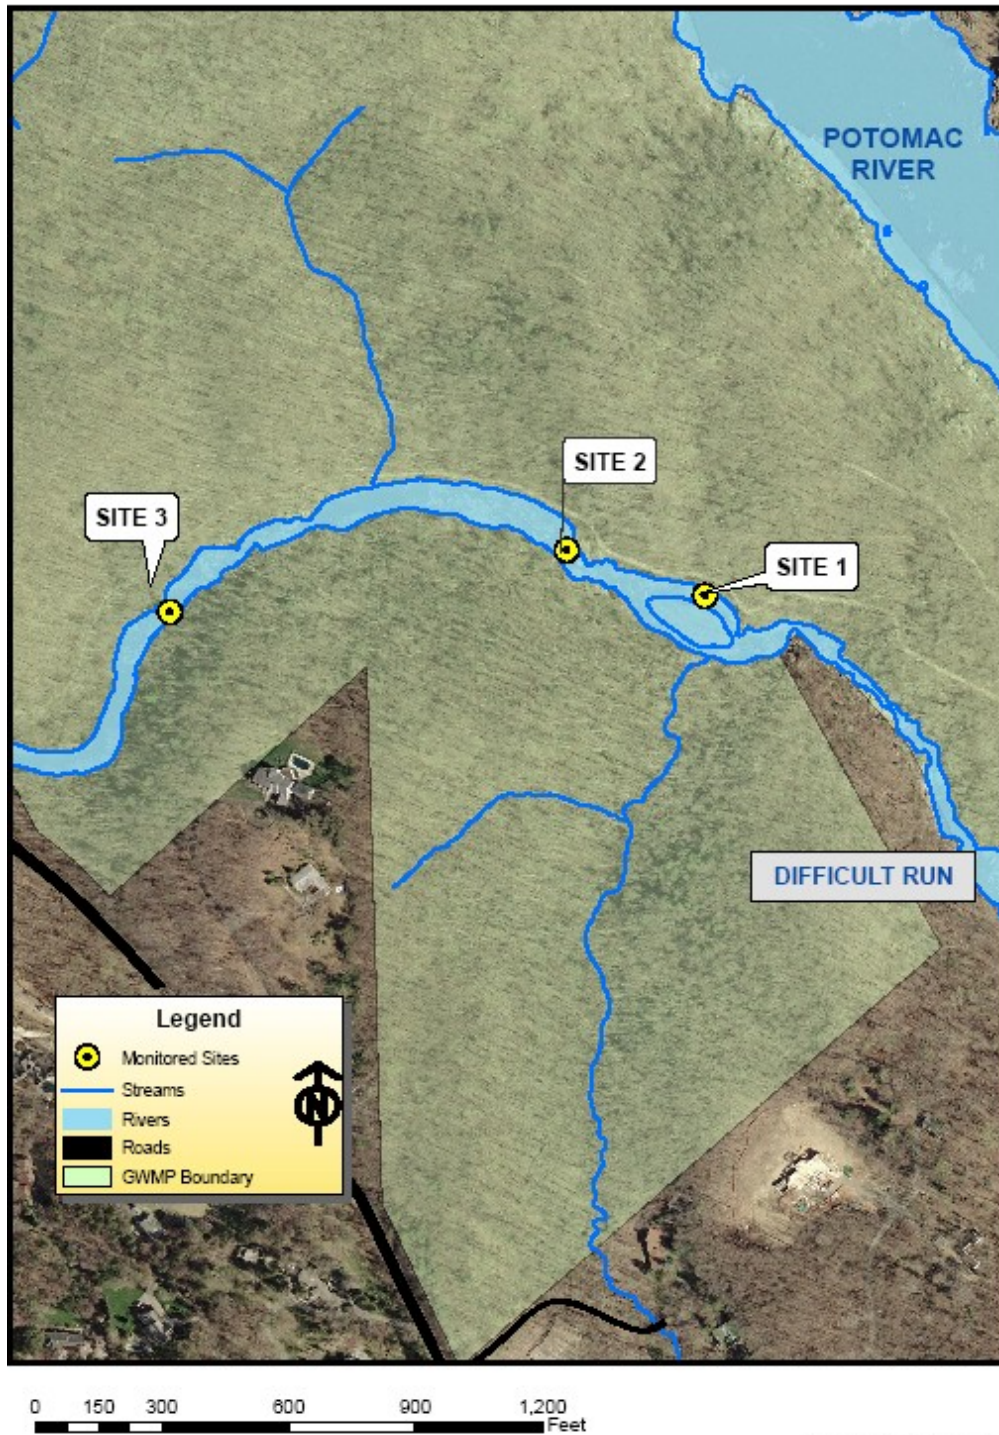 POTOMAC
RIVER
SITE 2
SITE 3
SITE 1
DIFFICULT RUN
Legend
Monitored Sites
Streams
Rivers
Roads
GWMP Boundary
N
0 150 300 600 900 1,200
Feet